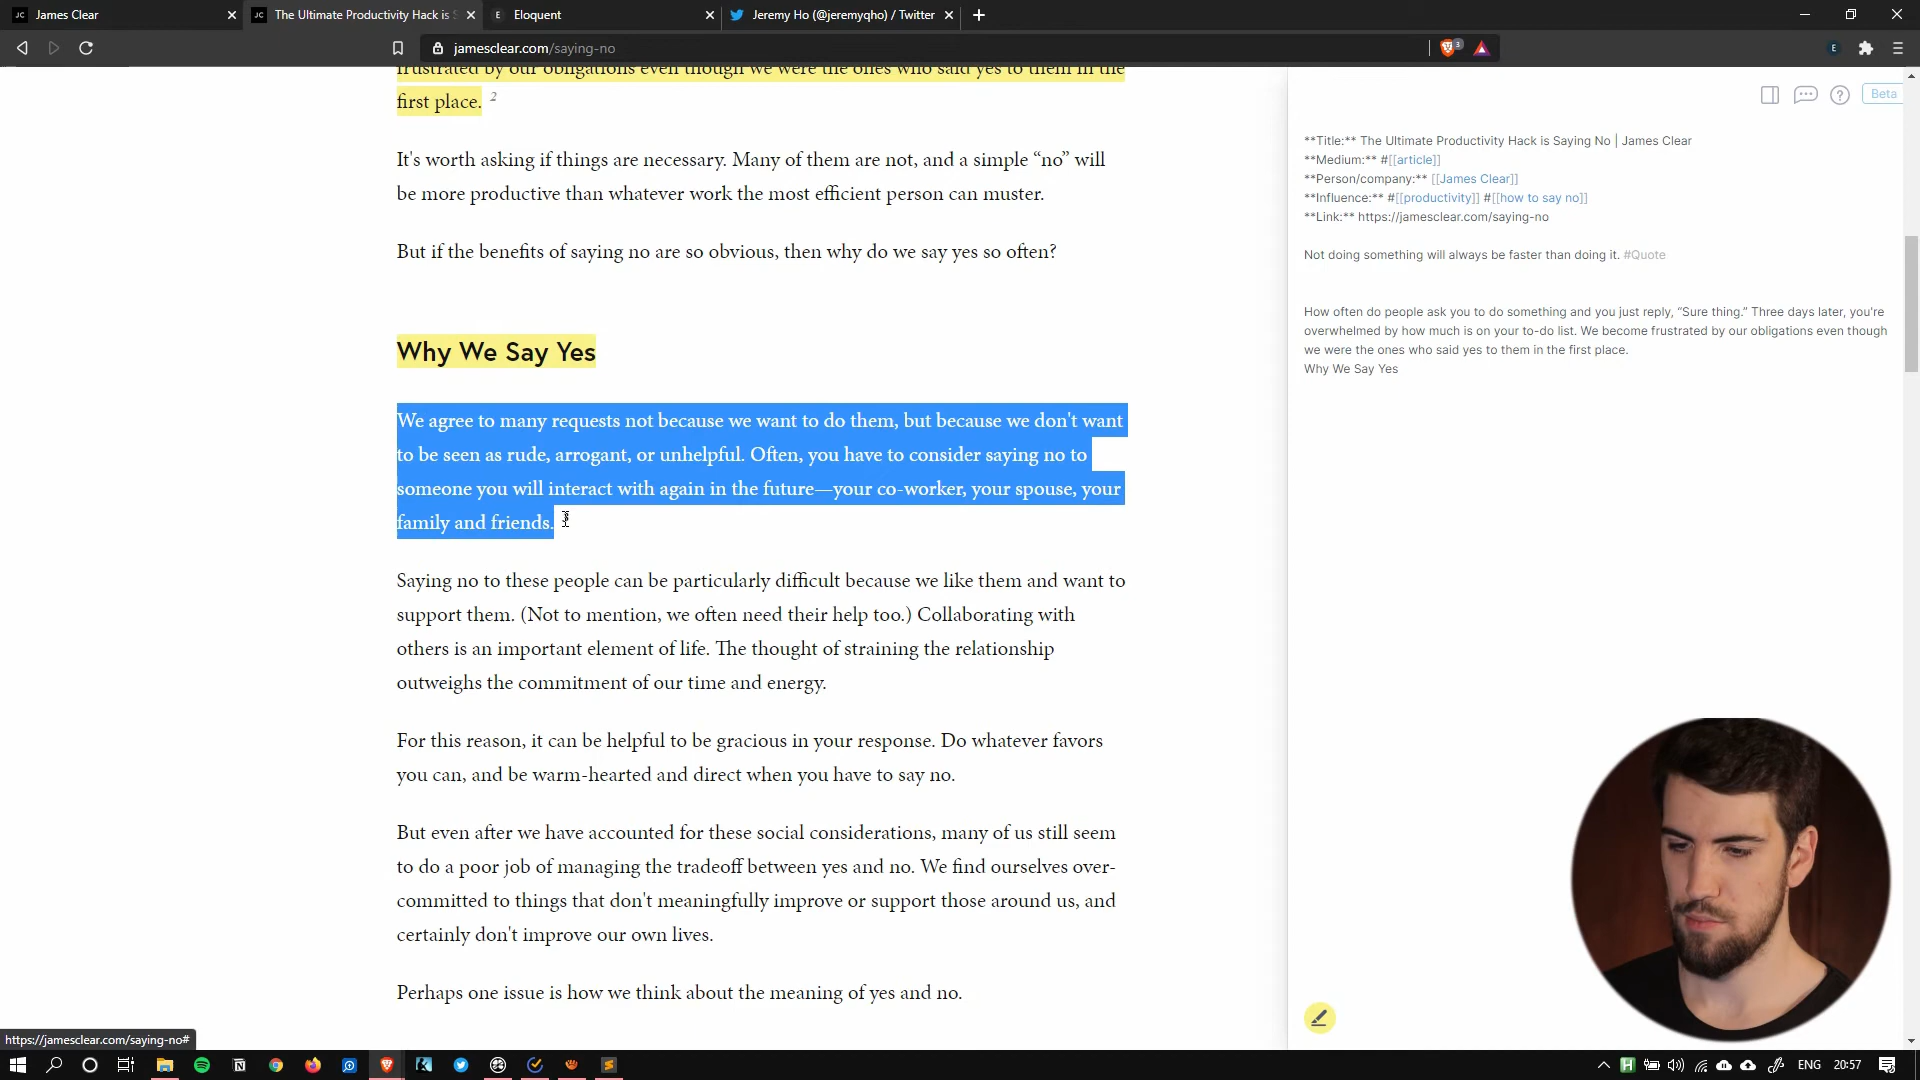 James Clear
The Ultimate Productivity Hack is S
Eloquent
Jeremy Ho (@jeremyqho) / Twitter
jamesclear.com/saying-no
3
E
frustrated by our obligations even though we were the ones who said yes to them in the
first place. 2
It's worth asking if things are necessary. Many of them are not, and a simple “no” will
be more productive than whatever work the most efficient person can muster.
But if the benefits of saying no are so obvious, then why do we say yes so often?
Why We Say Yes
We agree to many requests not because we want to do them, but because we don't want
to be seen as rude, arrogant, or unhelpful. Often, you have to consider saying no to
someone you will interact with again in the future—your co-worker, your spouse, your
family and friends.
Saying no to these people can be particularly difficult because we like them and want to
support them. (Not to mention, we often need their help too.) Collaborating with
others is an important element of life. The thought of straining the relationship
outweighs the commitment of our time and energy.
For this reason, it can be helpful to be gracious in your response. Do whatever favors
you can, and be warm-hearted and direct when you have to say no.
But even after we have accounted for these social considerations, many of us still seem
to do a poor job of managing the tradeoff between yes and no. We find ourselves over-
committed to things that don't meaningfully improve or support those around us, and
certainly don't improve our own lives.
Perhaps one issue is how we think about the meaning of yes and no.
Beta
**Title:** The Ultimate Productivity Hack is Saying No | James Clear
**Medium:** #[[article]]
**Person/company:** [[James Clear]]
**Influence:** #[[productivity]] #[[how to say no]]
**Link:** https://jamesclear.com/saying-no
Not doing something will always be faster than doing it. #Quote
How often do people ask you to do something and you just reply, “Sure thing.” Three days later, you're
overwhelmed by how much is on your to-do list. We become frustrated by our obligations even though
we were the ones who said yes to them in the first place.
Why We Say Yes
https://jamesclear.com/saying-no#
ENG
20:57